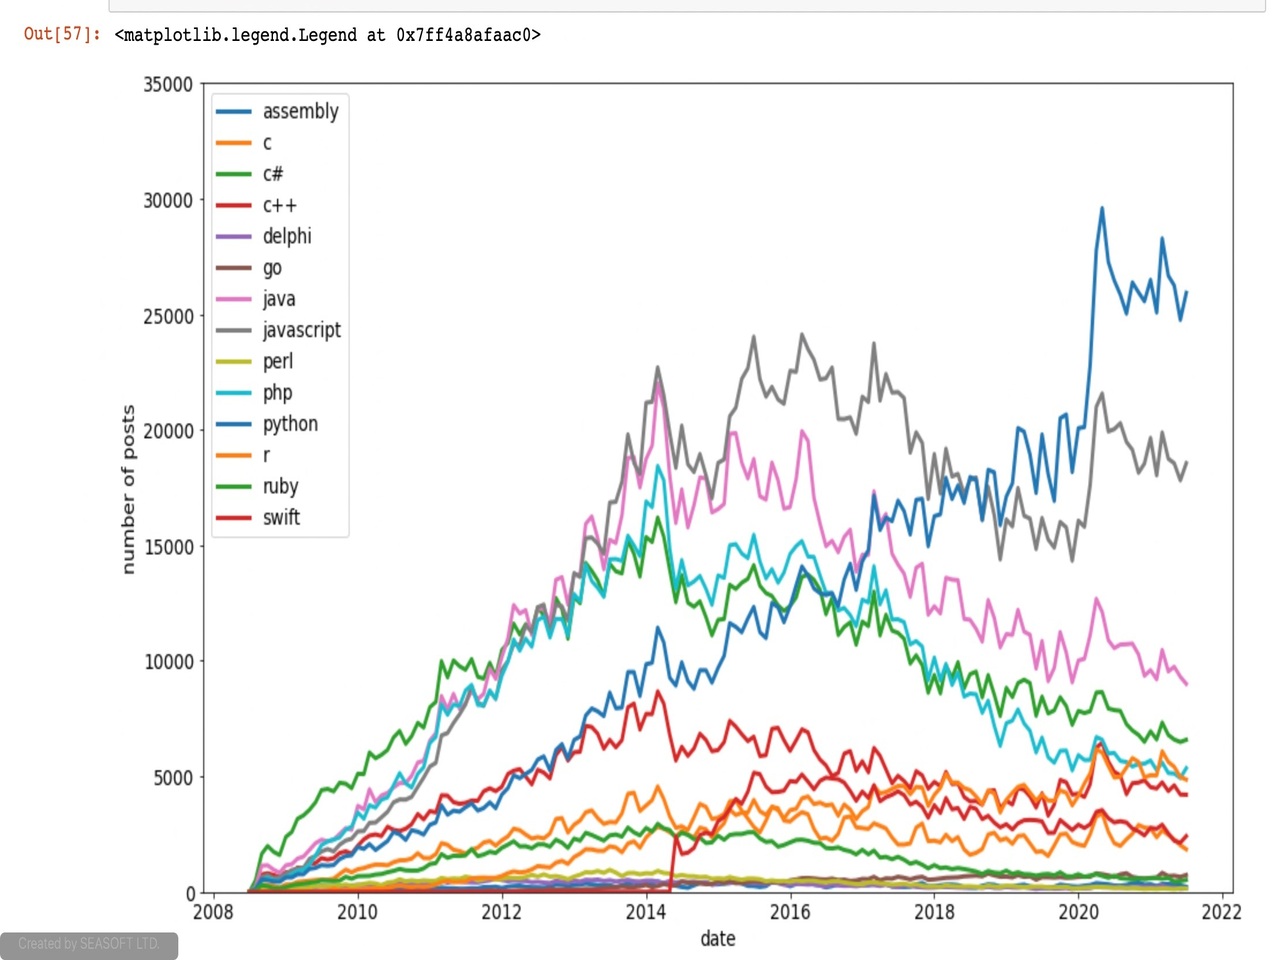 Out[57]: <matplotlib.legend.Legend at 0x7ff4a8afaac0>
35000
30000
25000
20000
15000
10000
5000
0
number of posts
assembly
c
c#
c++
delphi
go
java
javascript
perl
php
python
r
ruby
swift
2008 2010 2012 2014 2016 2018 2020 2022
date
Created by SEASOFT LTD.